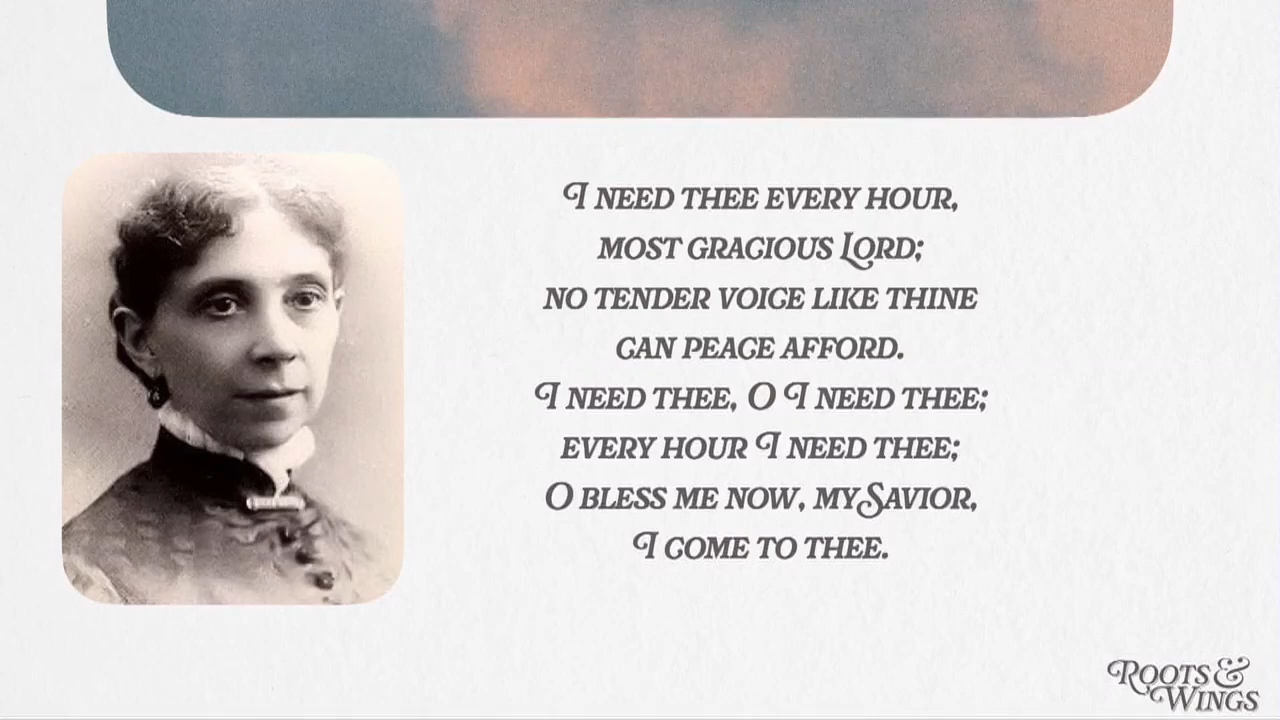 I NEED THEE EVERY HOUR,
MOST GRACIOUS LORD;
NO TENDER VOICE LIKE THINE
CAN PEACE AFFORD.
I NEED THEE, O I NEED THEE;
EVERY HOUR I NEED THEE;
O BLESS ME NOW, MY SAVIOR,
I COME TO THEE.
ROOTS &
WINGS